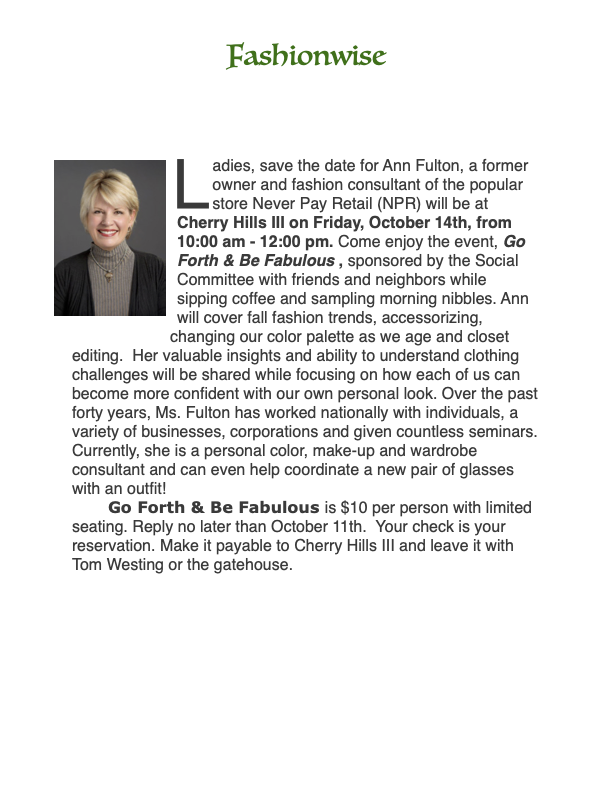 Fashionwise
Ladies, save the date for Ann Fulton, a former
owner and fashion consultant of the popular
store Never Pay Retail (NPR) will be at
Cherry Hills III on Friday, October 14th, from
10:00 am - 12:00 pm. Come enjoy the event, Go
Forth & Be Fabulous , sponsored by the Social
Committee with friends and neighbors while
sipping coffee and sampling morning nibbles. Ann
will cover fall fashion trends, accessorizing,
changing our color palette as we age and closet
editing.  Her valuable insights and ability to understand clothing
challenges will be shared while focusing on how each of us can
become more confident with our own personal look. Over the past
forty years, Ms. Fulton has worked nationally with individuals, a
variety of businesses, corporations and given countless seminars.
Currently, she is a personal color, make-up and wardrobe
consultant and can even help coordinate a new pair of glasses
with an outfit!
Go Forth & Be Fabulous is $10 per person with limited
seating. Reply no later than October 11th.  Your check is your
reservation. Make it payable to Cherry Hills III and leave it with
Tom Westing or the gatehouse.